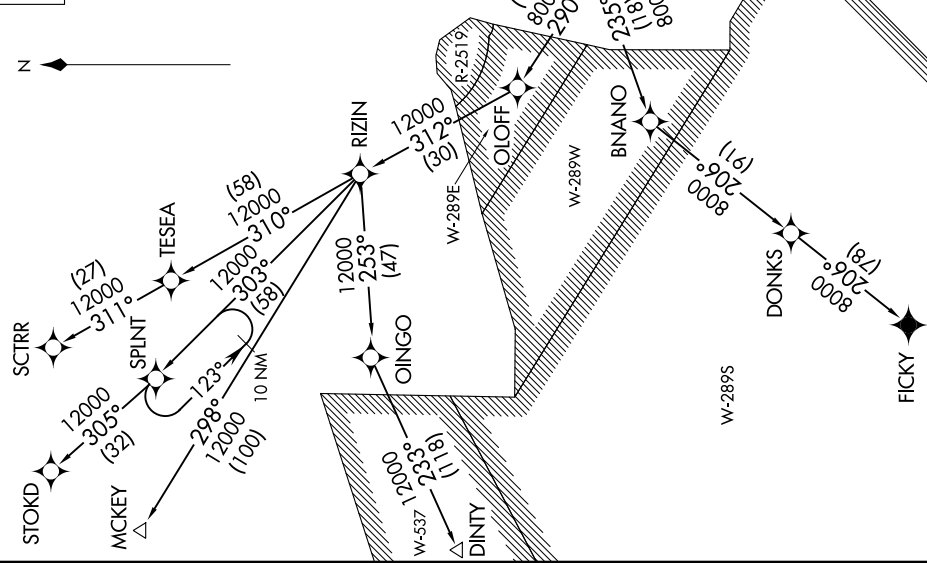 N
SCTRR
(27)
12000
311°
TESEA
(58)
12000
310°
RIZIN
12000
312°
(30)
R-2519
OLOFF
W-289E
800
290
235°
(18
800
BNANO
W-289W
8000
206°
(91)
DONKS
8000
206°
(78)
FICKY
W-289S
12000
253°
(47)
OINGO
12000
233°
(118)
W-537
DINTY
12000
303°
(58)
SPLNT
123°
10 NM
12000
305°
(32)
STOKD
298°
12000
(100)
MCKEY